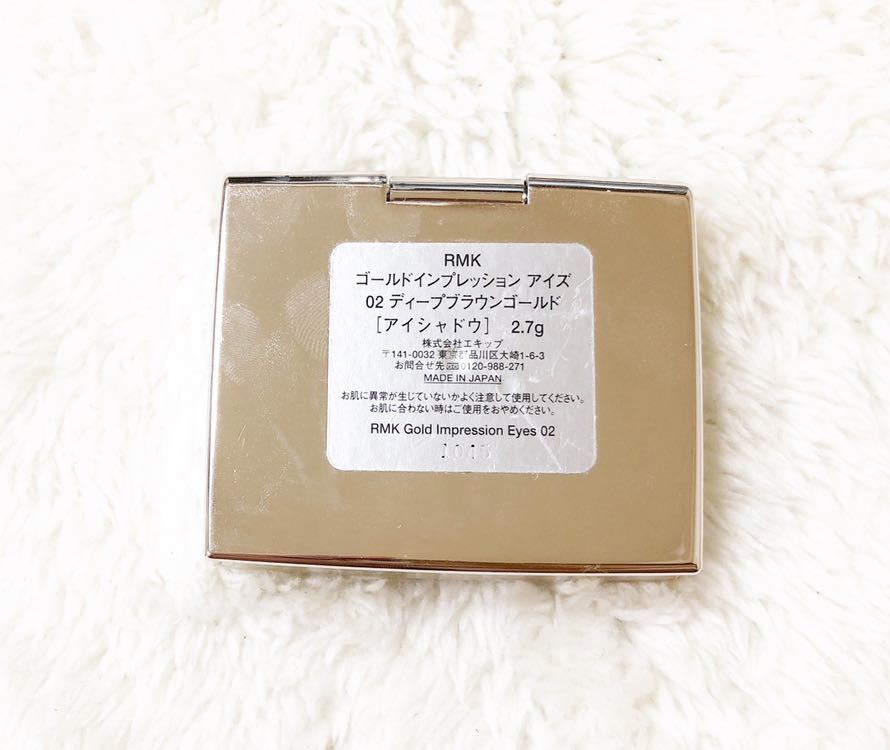 RMK
ゴールドインプレッション アイズ
02 ディープブラウンゴールド
[アイシャドウ] 2.7g
株式会社エキップ
〒141-0032 東京都品川区大崎1-6-3
お問合せ先 0120-988-271
MADE IN JAPAN
お肌に異常が生じていないかよく注意して使用してください。
お肌に合わない時はご使用をおやめください。
RMK Gold Impression Eyes 02